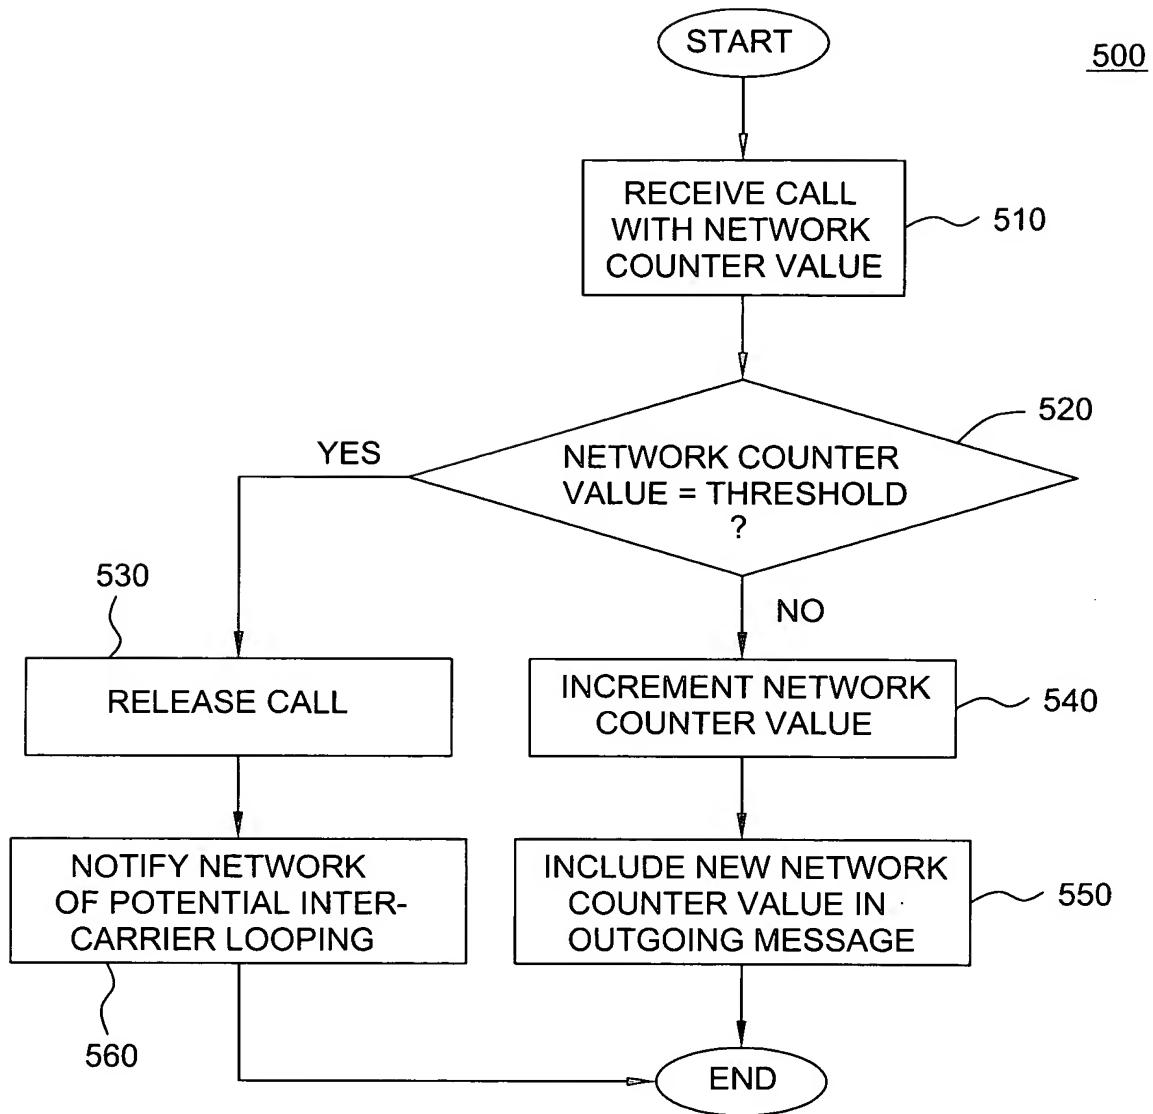 START
500
RECEIVE CALL
WITH NETWORK
COUNTER VALUE
510
520
YES
NETWORK COUNTER
VALUE = THRESHOLD
?
530
NO
RELEASE CALL
INCREMENT NETWORK
COUNTER VALUE
540
NOTIFY NETWORK
OF POTENTIAL INTER-
CARRIER LOOPING
INCLUDE NEW NETWORK
COUNTER VALUE IN
OUTGOING MESSAGE
550
560
END